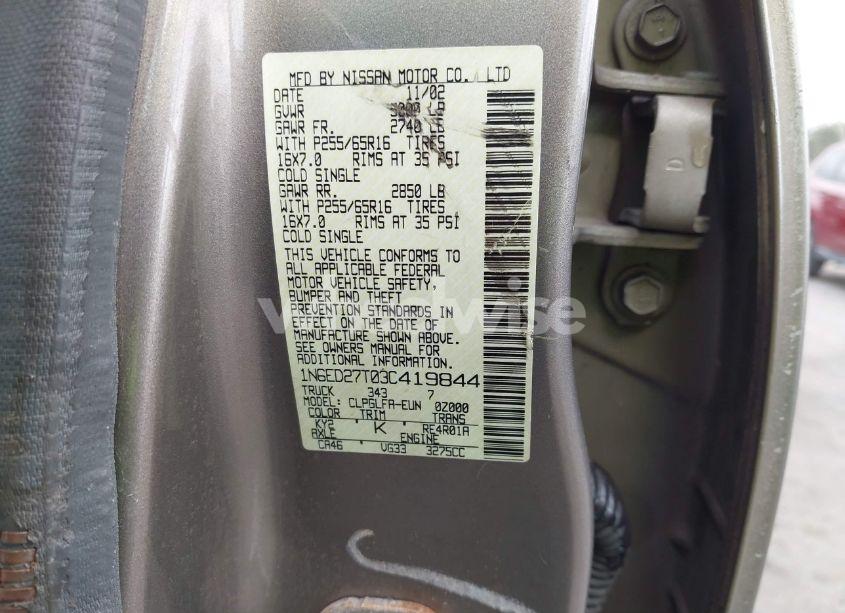 MFD BY NISSAN MOTOR CO. LTD
DATE 11/02
GVWR LB
GAWR FR. 2740 LB
WITH P255/65R16 TIRES
16X7.0 RIMS AT 35 PSI
COLD SINGLE
GAWR RR. 2850 LB
WITH P255/65R16 TIRES,
16X7.0 RIMS AT 35 PSI
COLD SINGLE
THIS VEHICLE CONFORMS TO
ALL APPLICABLE FEDERAL
MOTOR VEHICLE SAFETY,
BUMPER AND THEFT
PREVENTION STANDARDS IN
EFFECT ON THE DATE OF
MANUFACTURE SHOWN ABOVE.
SEE OWNERS MANUAL FOR
ADDITIONAL INFORMATION.
1N6ED27T03C419844
TRUCK 343 7
MODEL: CLPGLFA-EUN 0Z000
COLOR TRIM TRANS
KY2 K RE4R01A
AXLE ENGINE
CA46 VG33 3275CC